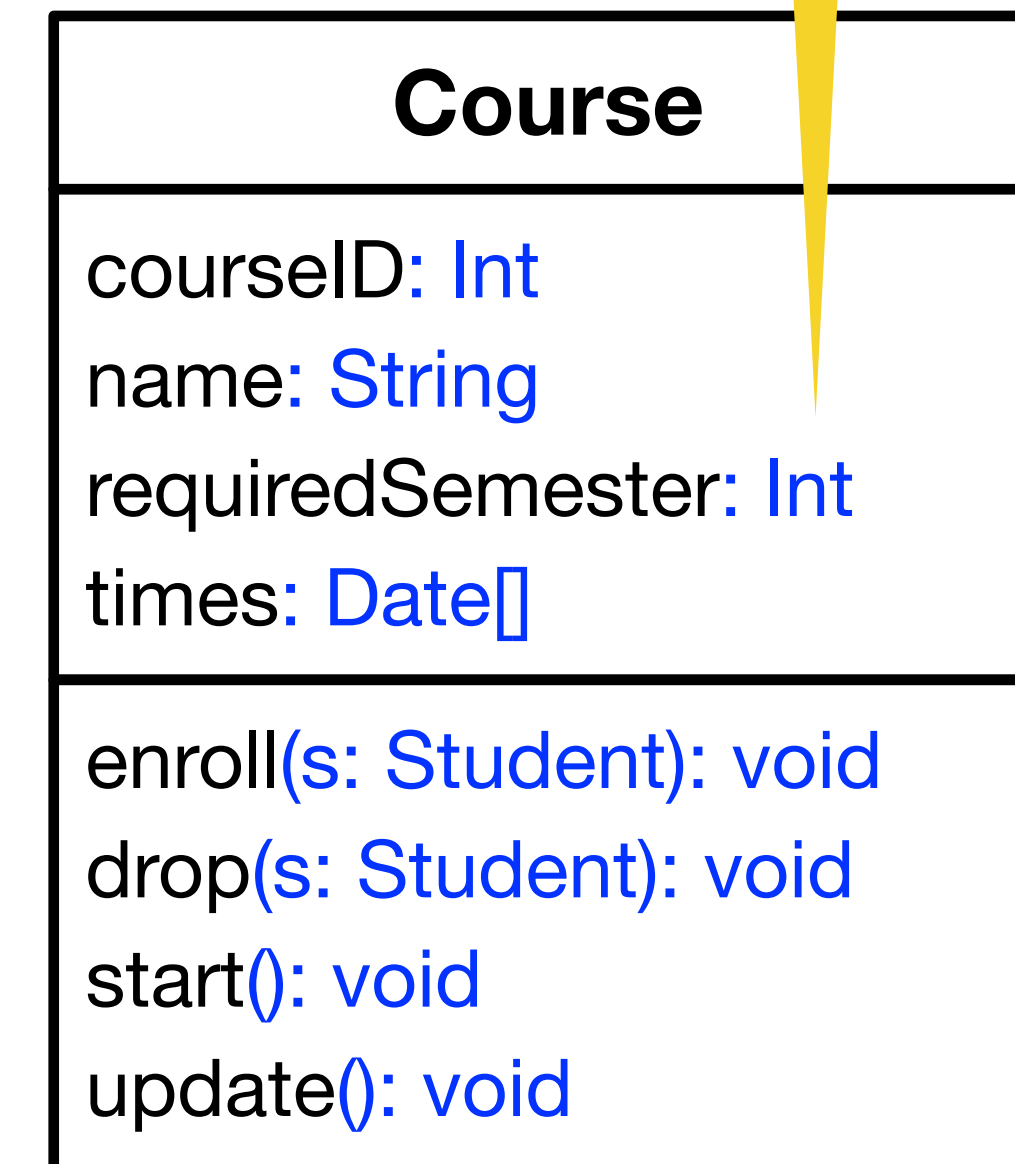 Course
courseID: Int
name: String
requiredSemester: Int
times: Date[]
enroll(s: Student): void
drop(s: Student): void
start(): void
update(): void